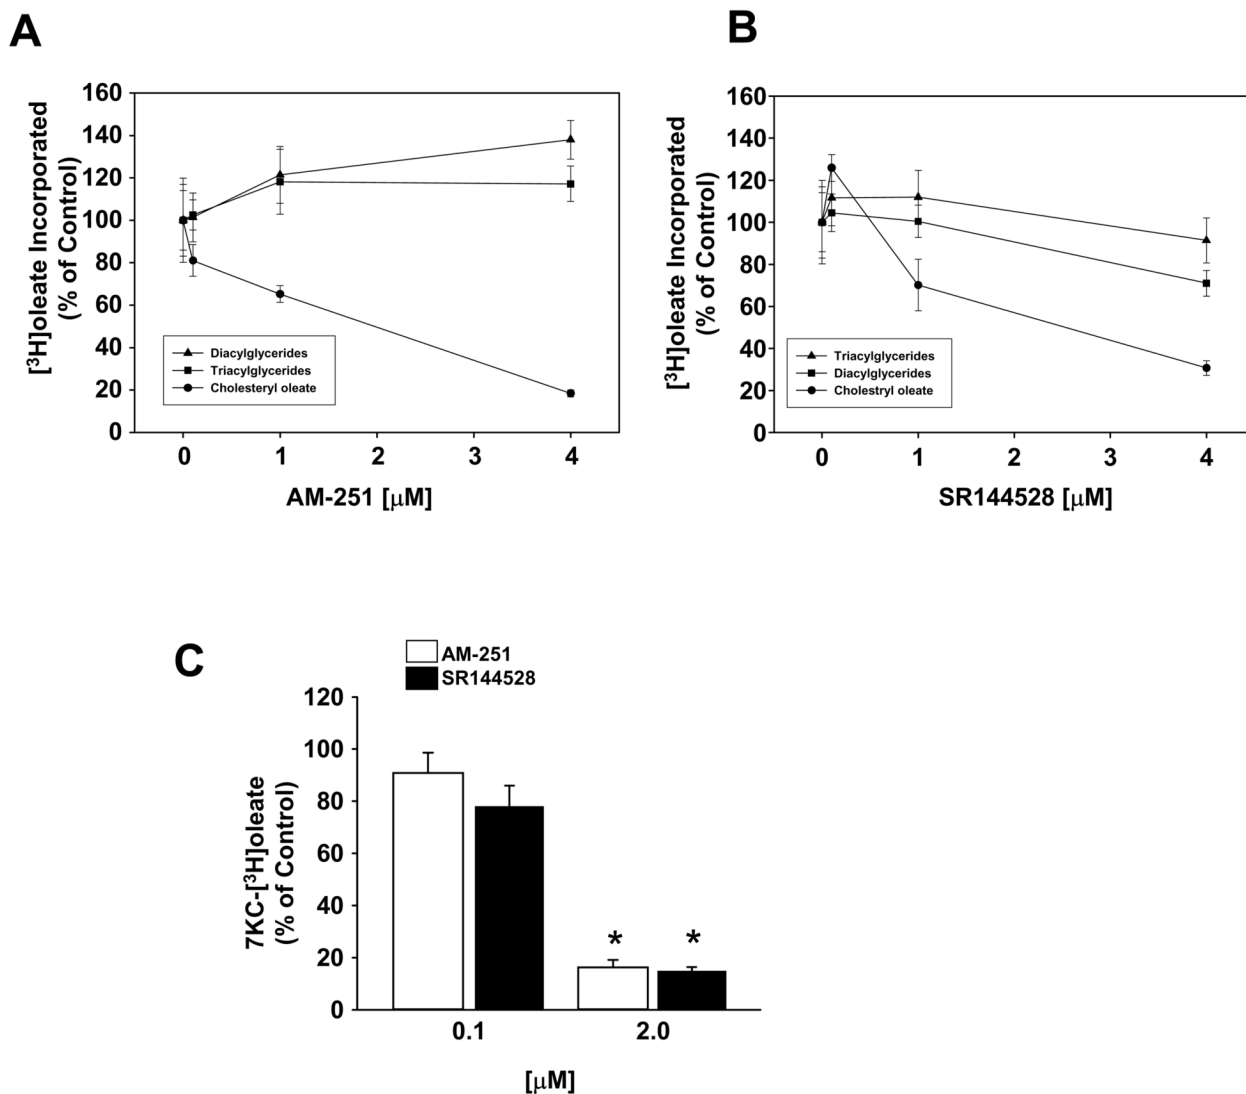 A
160
140
120
100
80
60
40
20
0
[³H]oleate Incorporated
(% of Control)
Diacylglycerides
Triacylglycerides
Cholesteryl oleate
0 1 2 3 4
AM-251 [μM]
B
160
140
120
100
80
60
40
20
0
[³H]oleate Incorporated
(% of Control)
Triacylglycerides
Diacylglycerides
Cholestryl oleate
0 1 2 3 4
SR144528 [μM]
C
AM-251
SR144528
120
100
80
60
40
20
0
7KC-[³H]oleate
(% of Control)
* *
0.1 2.0
[μM]